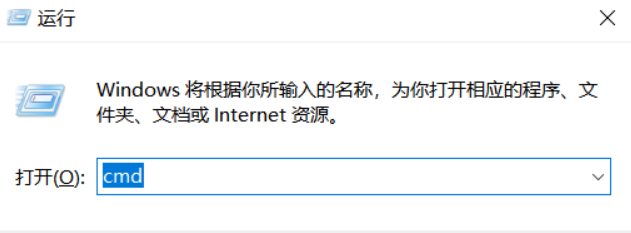 运行
Windows 将根据你所输入的名称，为你打开相应的程序、文
件夹、文档或 Internet 资源。
打开(O): cmd